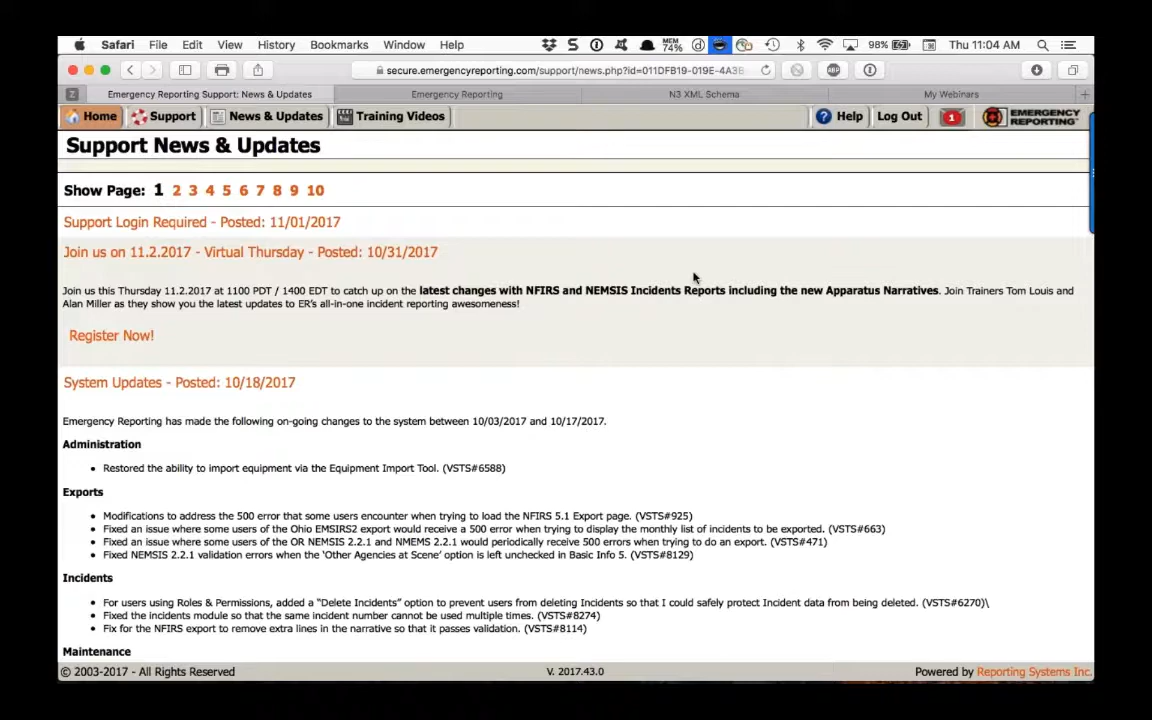 Safari File Edit View History Bookmarks Window Help MEM 74% 98% Thu 11:04 AM
secure.emergencyreporting.com/support/news.php?id=011DFB19-019E-4A3B ABP
Z Emergency Reporting Support: News & Updates Emergency Reporting N3 XML Schema My Webinars +
Home Support News & Updates Training Videos ? Help Log Out 1 EMERGENCY REPORTING
Support News & Updates
Show Page: 1 2 3 4 5 6 7 8 9 10
Support Login Required - Posted: 11/01/2017
Join us on 11.2.2017 - Virtual Thursday - Posted: 10/31/2017
Join us this Thursday 11.2.2017 at 1100 PDT / 1400 EDT to catch up on the latest changes with NFIRS and NEMSIS Incidents Reports including the new Apparatus Narratives. Join Trainers Tom Louis and
Alan Miller as they show you the latest updates to ER's all-in-one incident reporting awesomeness!
Register Now!
System Updates - Posted: 10/18/2017
Emergency Reporting has made the following on-going changes to the system between 10/03/2017 and 10/17/2017.
Administration
• Restored the ability to import equipment via the Equipment Import Tool. (VSTS#6588)
Exports
• Modifications to address the 500 error that some users encounter when trying to load the NFIRS 5.1 Export page. (VSTS#925)
• Fixed an issue where some users of the Ohio EMSIRS2 export would receive a 500 error when trying to display the monthly list of incidents to be exported. (VSTS#663)
• Fixed an issue where some users of the OR NEMSIS 2.2.1 and NMEMS 2.2.1 would periodically receive 500 errors when trying to do an export. (VSTS#471)
• Fixed NEMSIS 2.2.1 validation errors when the 'Other Agencies at Scene' option is left unchecked in Basic Info 5. (VSTS#8129)
Incidents
• For users using Roles & Permissions, added a "Delete Incidents" option to prevent users from deleting Incidents so that I could safely protect Incident data from being deleted. (VSTS#6270)\
• Fixed the incidents module so that the same incident number cannot be used multiple times. (VSTS#8274)
• Fix for the NFIRS export to remove extra lines in the narrative so that it passes validation. (VSTS#8114)
Maintenance
© 2003-2017 - All Rights Reserved V. 2017.43.0 Powered by Reporting Systems Inc.